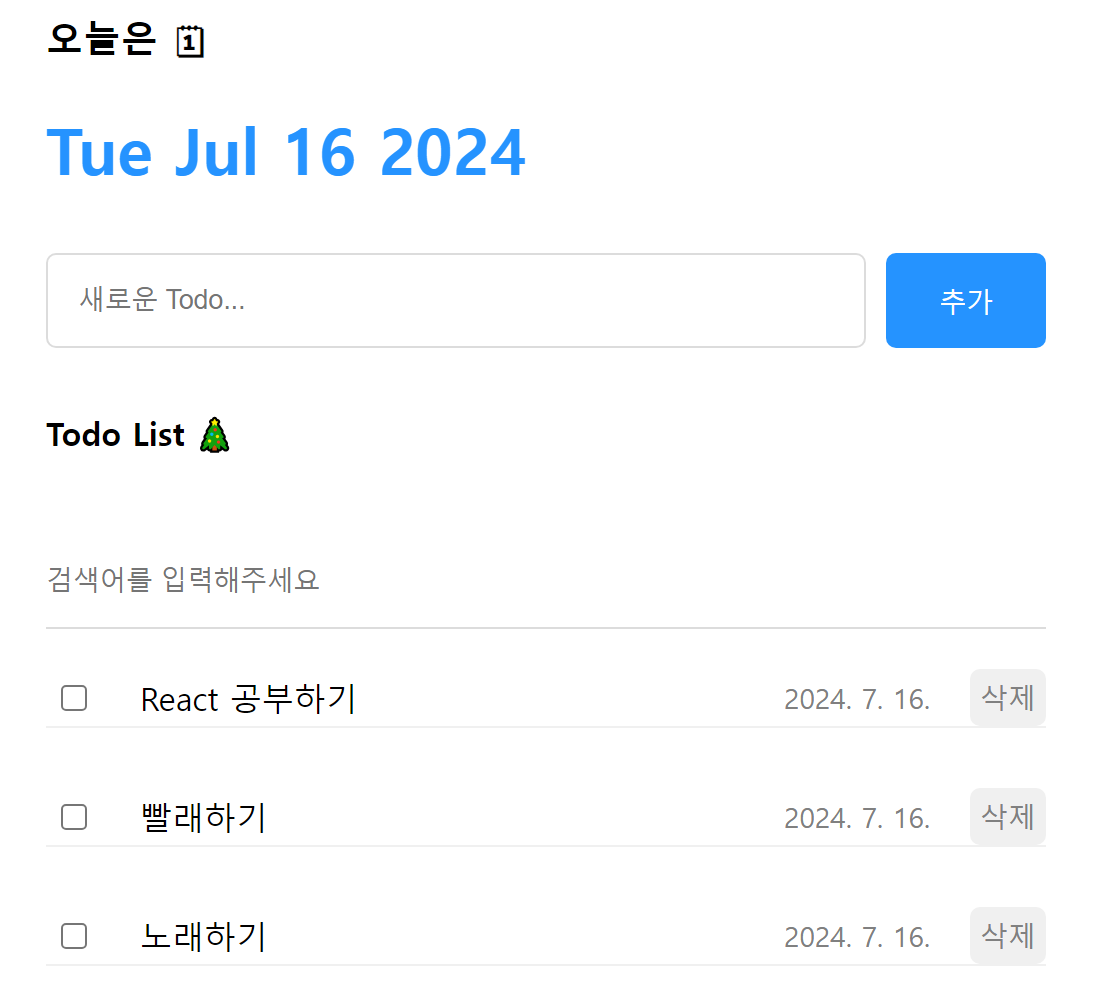 오늘은 🗓
Tue Jul 16 2024
새로운 Todo...
추가
Todo List 🎄
검색어를 입력해주세요
React 공부하기 2024. 7. 16. 삭제
빨래하기 2024. 7. 16. 삭제
노래하기 2024. 7. 16. 삭제